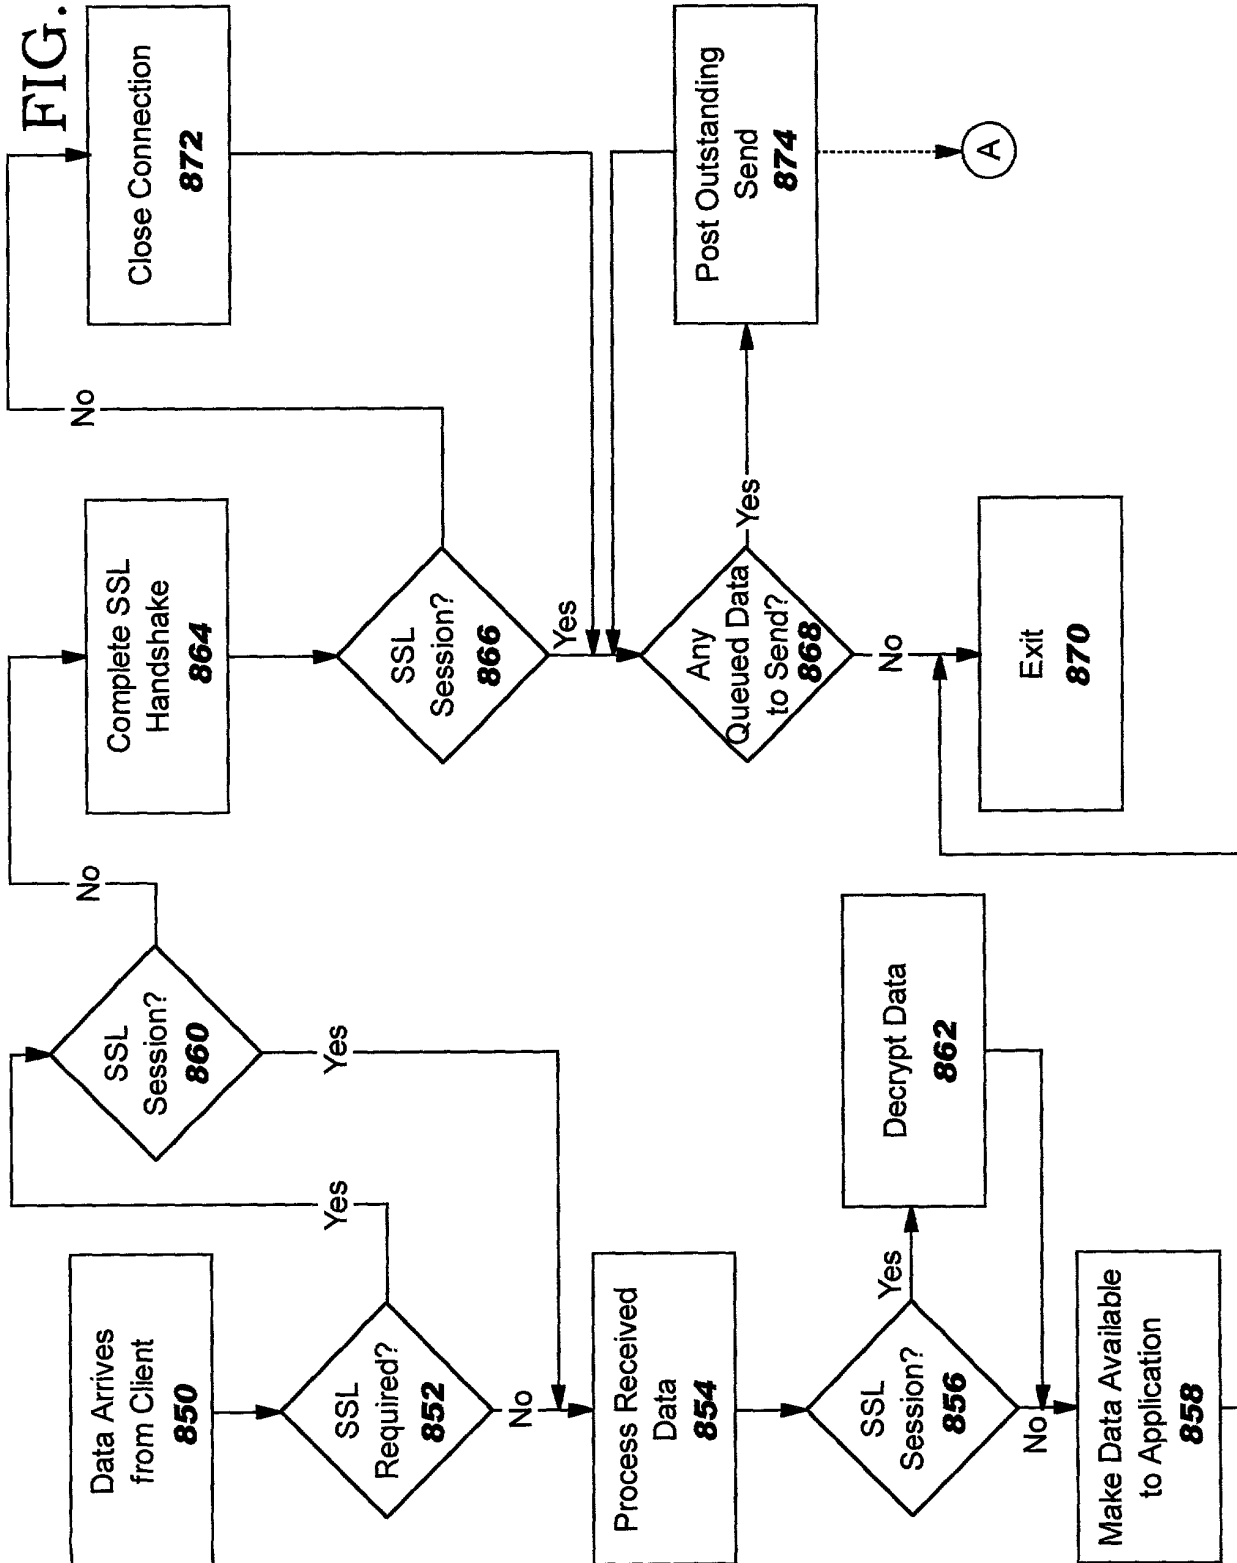 FIG.
Data Arrives
from Client
850
SSL
Required?
852
Yes
No
Process Received
Data
854
SSL
Session?
856
Yes
No
Make Data Available
to Application
858
SSL
Session?
860
No
Yes
Decrypt Data
862
Complete SSL
Handshake
864
SSL
Session?
866
No
Yes
Any
Queued Data
to Send?
868
Yes
No
Exit
870
Close Connection
872
Post Outstanding
Send
874
A